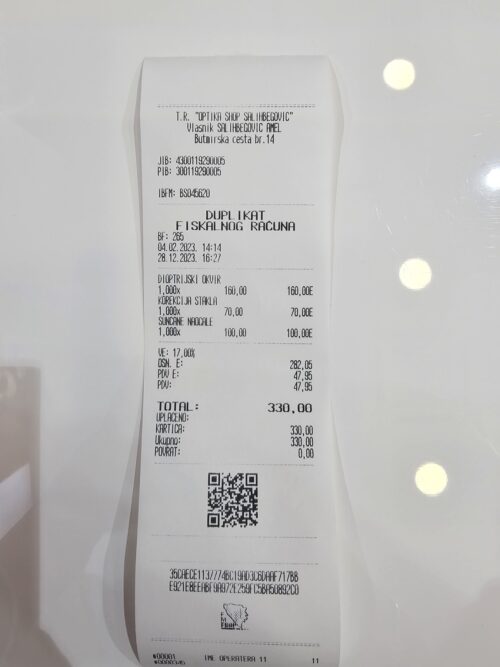 T.R. "OPTIKA SHOP SALIHBEGOVIC"
Vlasnik SALIHBEGOVIC AMEL
Butmirska cesta br.14
JIB: 4300119290005
PIB: 300119290005
IBFM: BS045620
DUPLIKAT
FISKALNOG RAČUNA
BF: 265
04.02.2023. 14:14
28.12.2023. 16:27
DIOPTRIJSKI OKVIR
1,000x 160,00 160,00E
KOREKCIJA STAKLA
1,000x 70,00 70,00E
SUNCANE NAOCALE
1,000x 100,00 100,00E
VE: 17,00%
OSN. E: 282,05
PDV E: 47,95
PDV: 47,95
TOTAL: 330,00
UPLAĆENO:
KARTICA: 330,00
Ukupno: 330,00
POVRAT: 0,00
IME OPERATERA 11 11